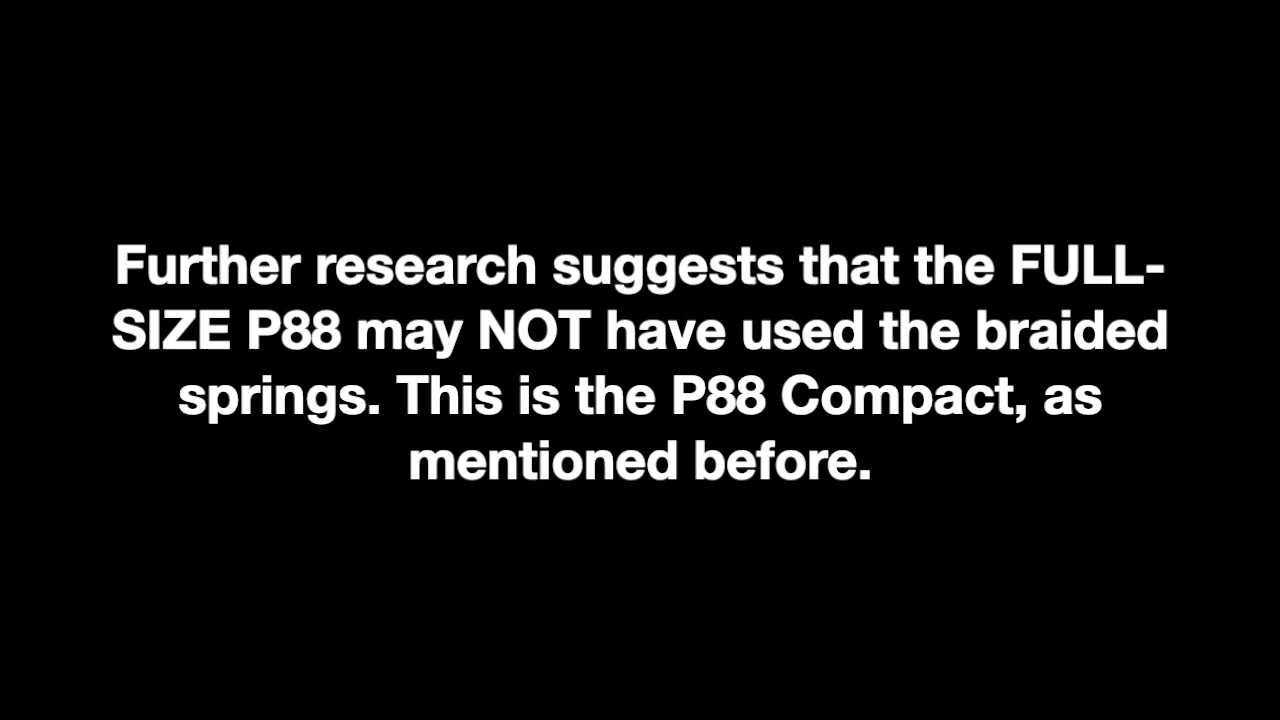 Further research suggests that the FULL-
SIZE P88 may NOT have used the braided
springs. This is the P88 Compact, as
mentioned before.